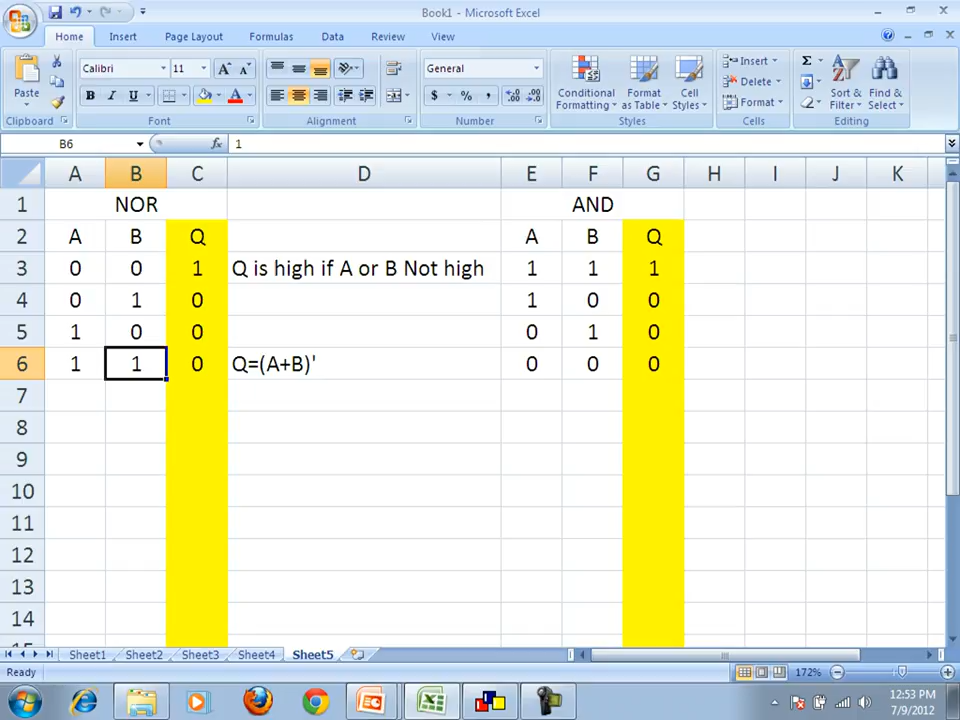 Book1 - Microsoft Excel
Home Insert Page Layout Formulas Data Review View
Paste
Calibri 11
B I U
General
$ % ,
Conditional Formatting
Format as Table
Cell Styles
Insert
Delete
Format
Sort & Filter
Find & Select
Clipboard Font Alignment Number Styles Cells Editing
B6 fx 1
A B C D E F G H I J K
1 NOR AND
2 A B Q A B Q
3 0 0 1 Q is high if A or B Not high 1 1 1
4 0 1 0 1 0 0
5 1 0 0 0 1 0
6 1 1 0 Q=(A+B)' 0 0 0
7
8
9
10
11
12
13
14
Sheet1 Sheet2 Sheet3 Sheet4 Sheet5
Ready 172%
12:53 PM
7/9/2012